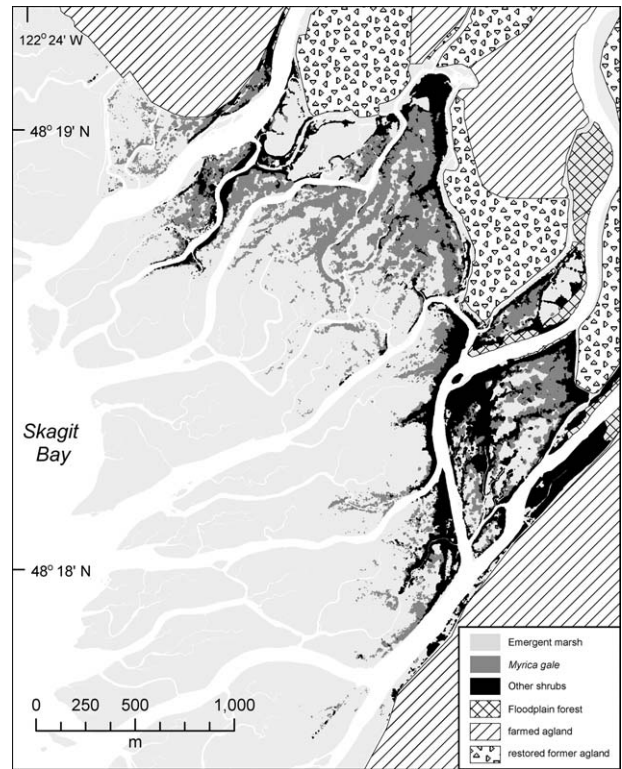 122° 24' W
48° 19' N
Skagit
Bay
48° 18' N
0 250 500 1,000
m
Emergent marsh
Myrica gale
Other shrubs
Floodplain forest
farmed agland
restored former agland